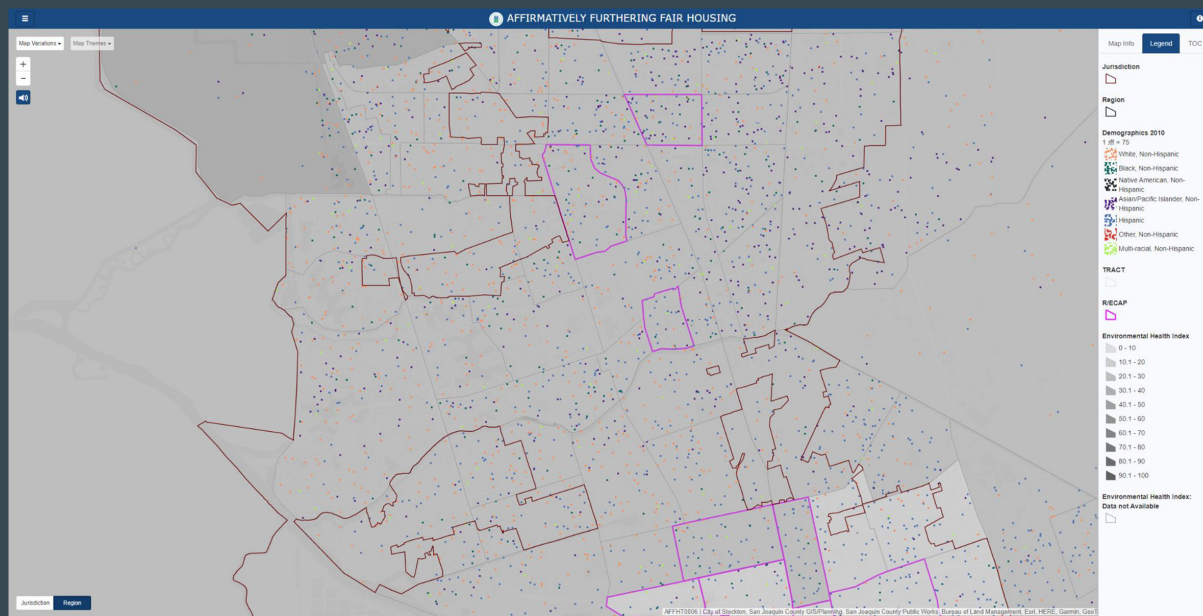 AFFIRMATIVELY FURTHERING FAIR HOUSING
Map Variations
Map Themes
+
−
Map Info
Legend
TOC
Jurisdiction
Region
Demographics 2010
White, Non-Hispanic
Black, Non-Hispanic
Native American, Non-
Hispanic
Asian/Pacific Islander, Non-
Hispanic
Hispanic
Other, Non-Hispanic
Multi-racial, Non-Hispanic
TRACT
R/ECAP
Environmental Health Index
0 - 10
10.1 - 20
20.1 - 30
30.1 - 40
40.1 - 50
50.1 - 60
60.1 - 70
70.1 - 80
80.1 - 90
90.1 - 100
Environmental Health Index:
Data not Available
Jurisdiction
Region
AFFHT0006 | City of Stockton, San Joaquin County GIS/Planning, San Joaquin County Public Works, Bureau of Land Management, Esri, HERE, Garmin,